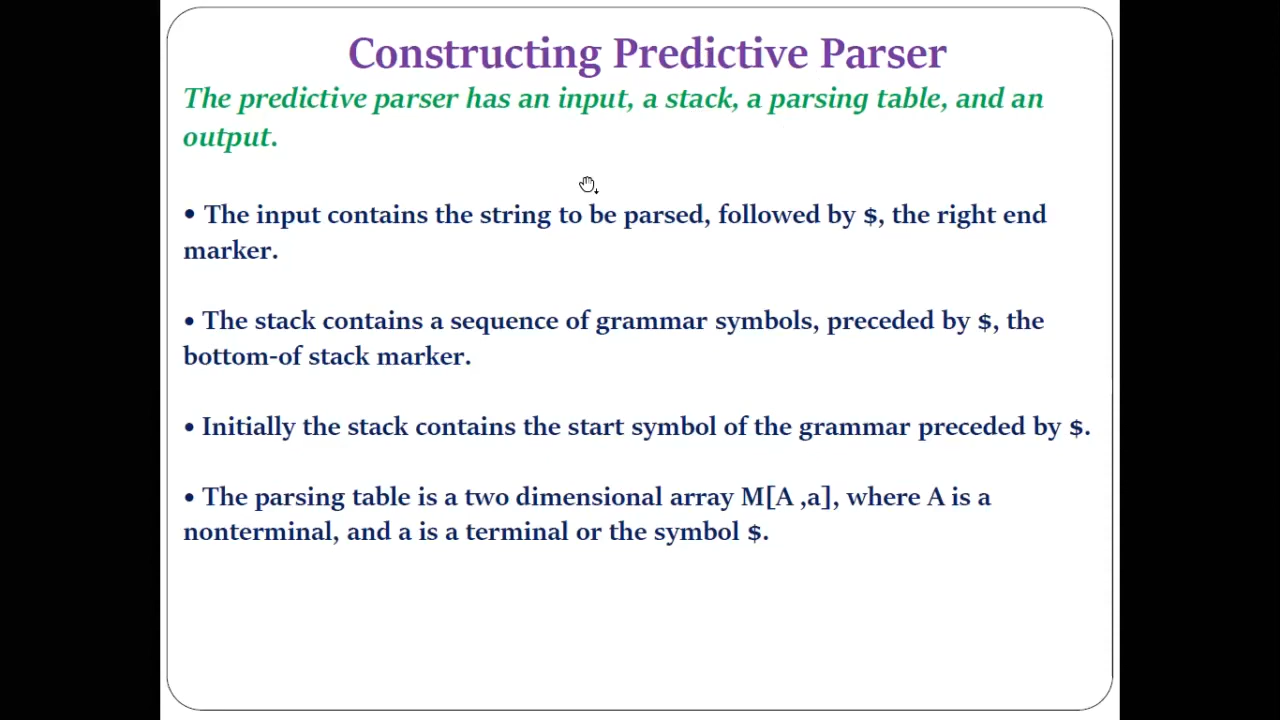 Constructing Predictive Parser
The predictive parser has an input, a stack, a parsing table, and an
output.
• The input contains the string to be parsed, followed by $, the right end
marker.
• The stack contains a sequence of grammar symbols, preceded by $, the
bottom-of stack marker.
• Initially the stack contains the start symbol of the grammar preceded by $.
• The parsing table is a two dimensional array M[A ,a], where A is a
nonterminal, and a is a terminal or the symbol $.